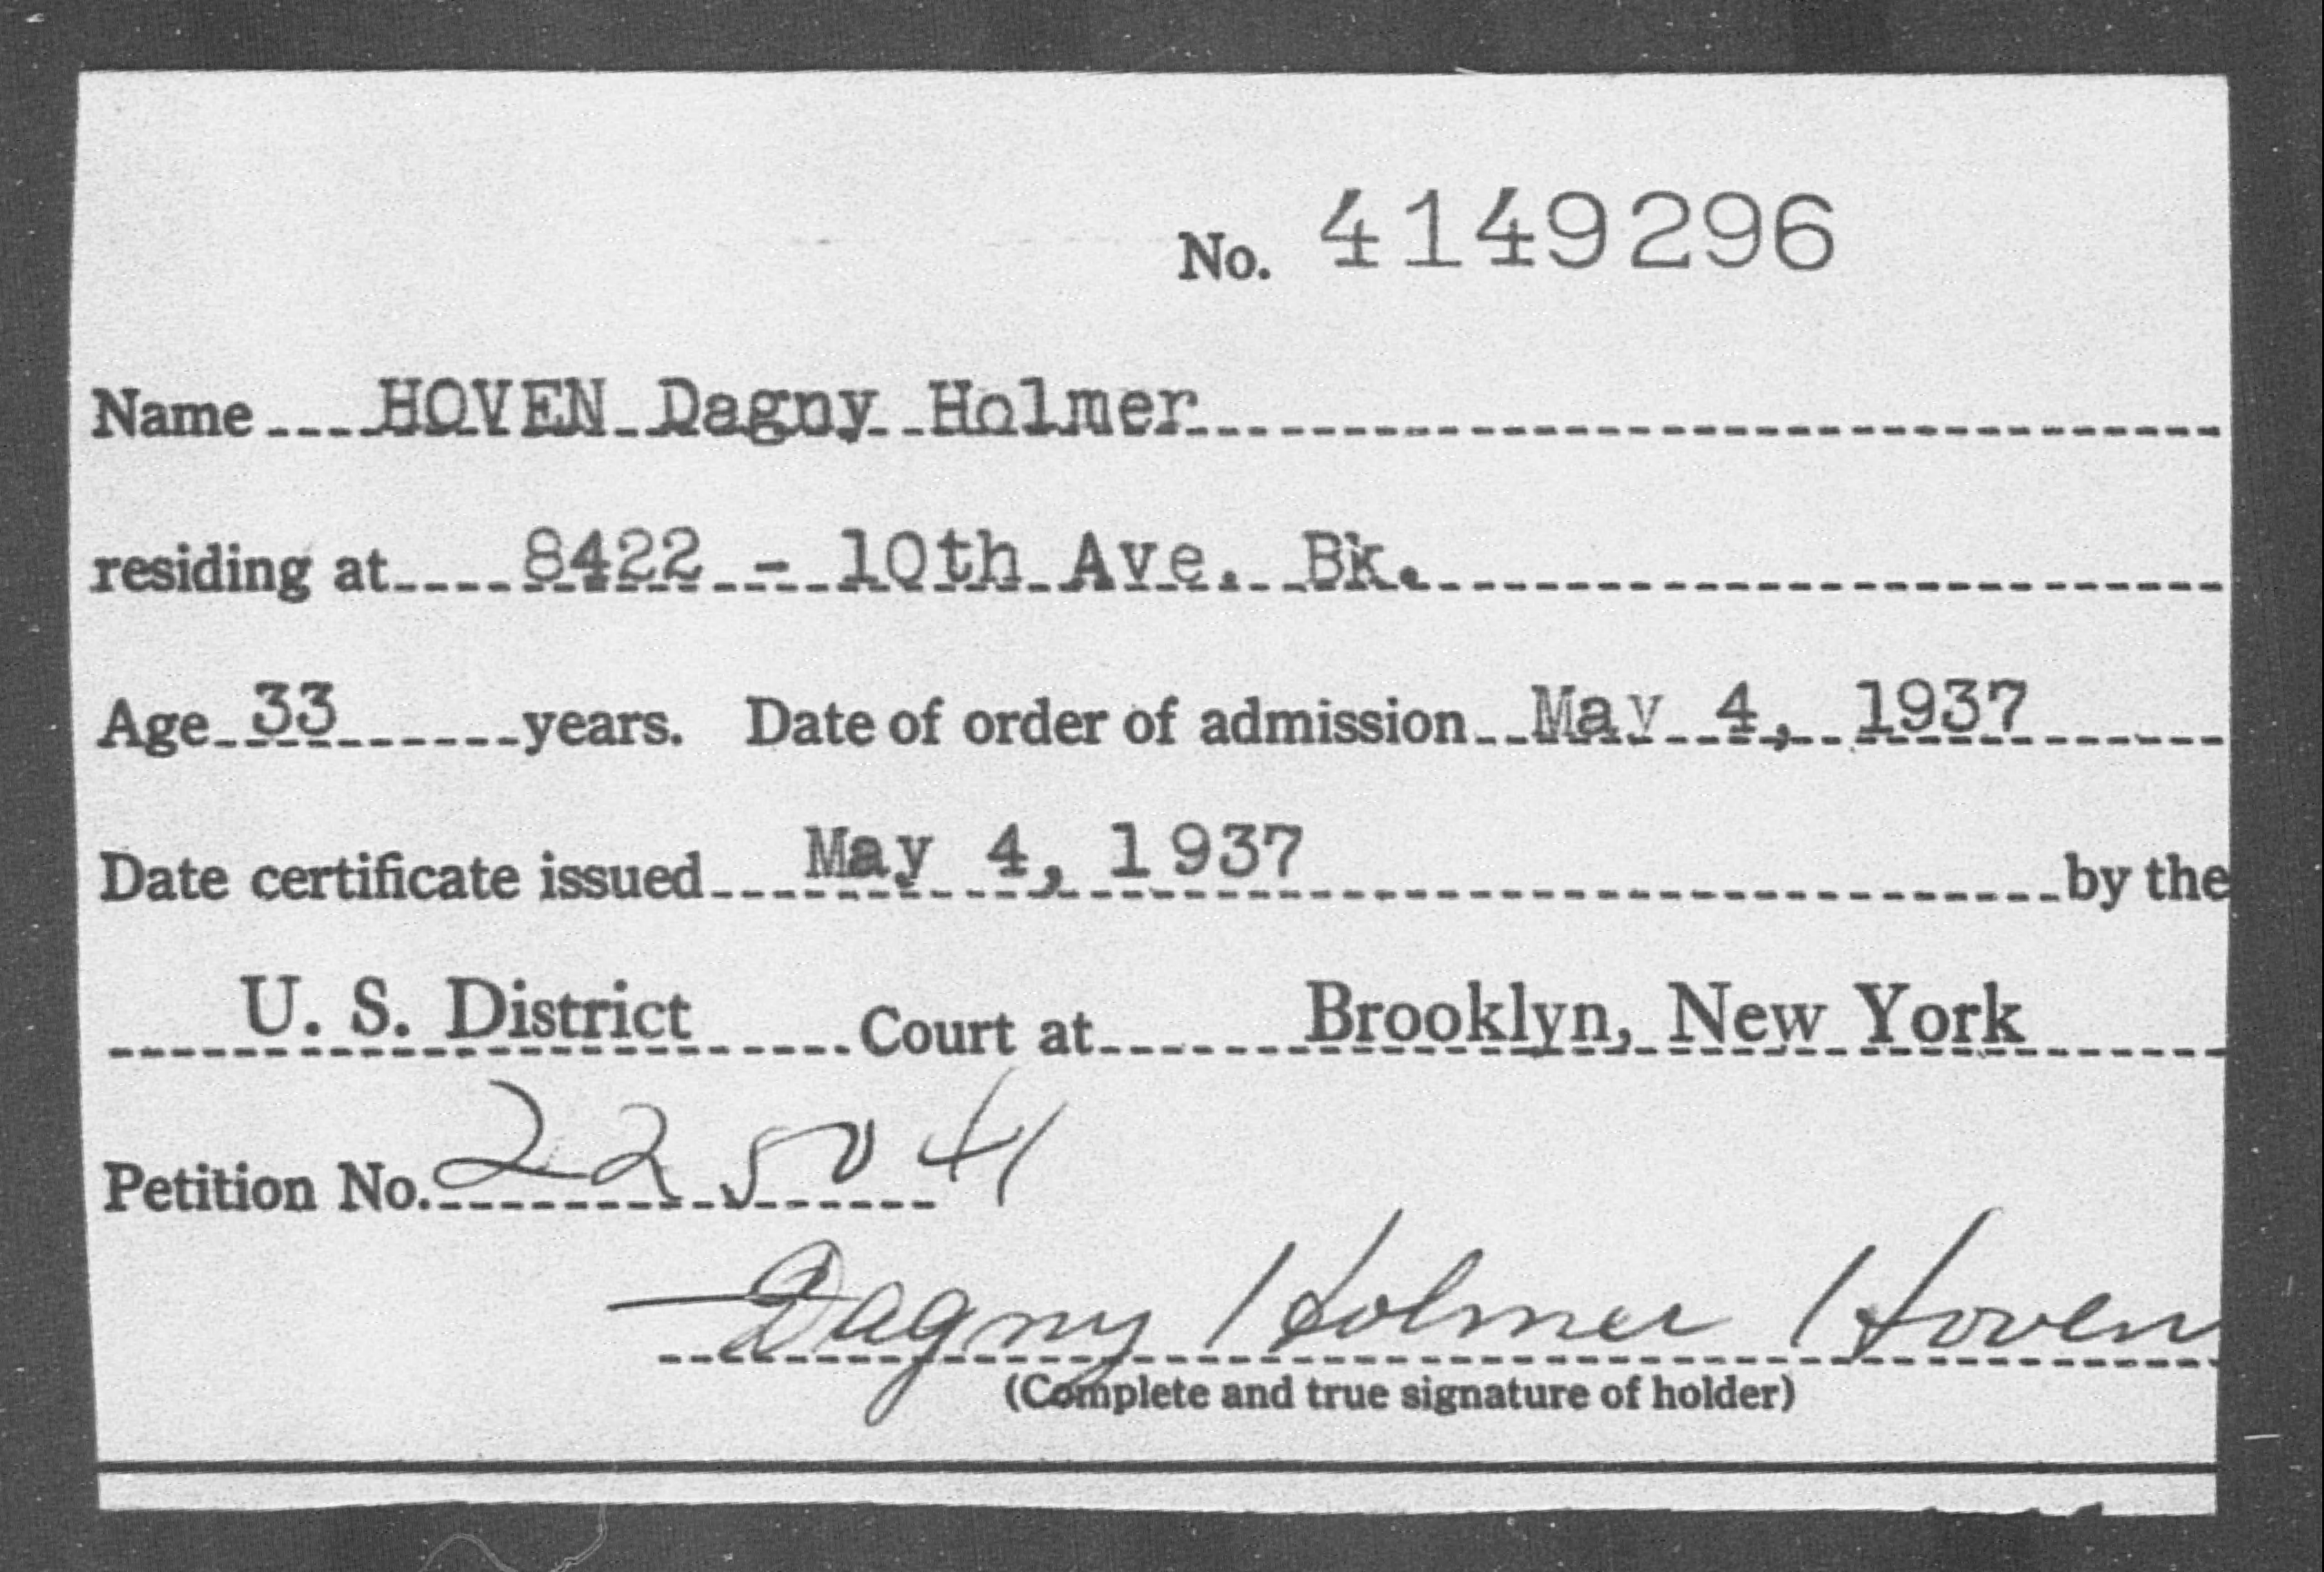 No. 4149296
Name HOVEN Dagny Holmer
residing at 8422 - 10th Ave. Bk.
Age 33 years. Date of order of admission May 4, 1937
Date certificate issued May 4, 1937 by the
U. S. District Court at Brooklyn, New York
Petition No. 225041
Dagny Holmer Hoven
(Complete and true signature of holder)